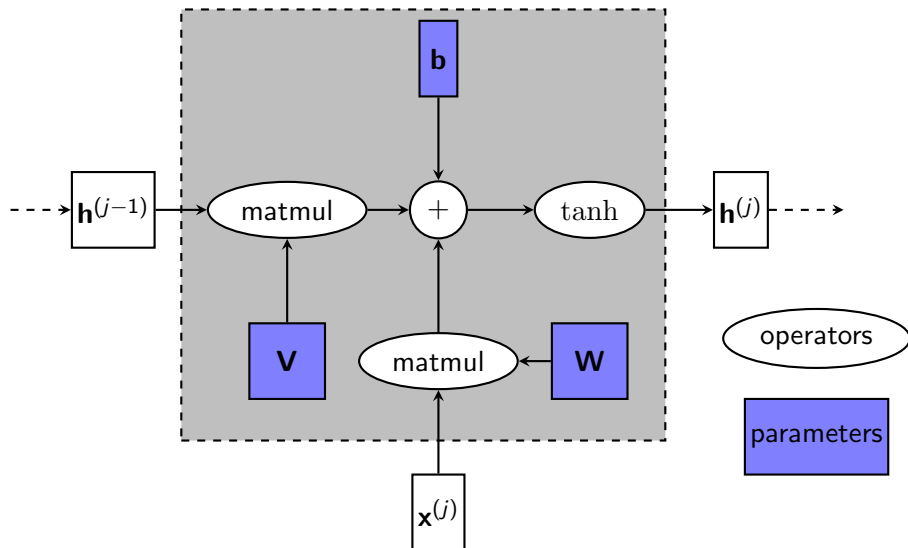 b
h^(j−1)
matmul
+
tanh
h^(j)
operators
V
matmul
W
parameters
x^(j)